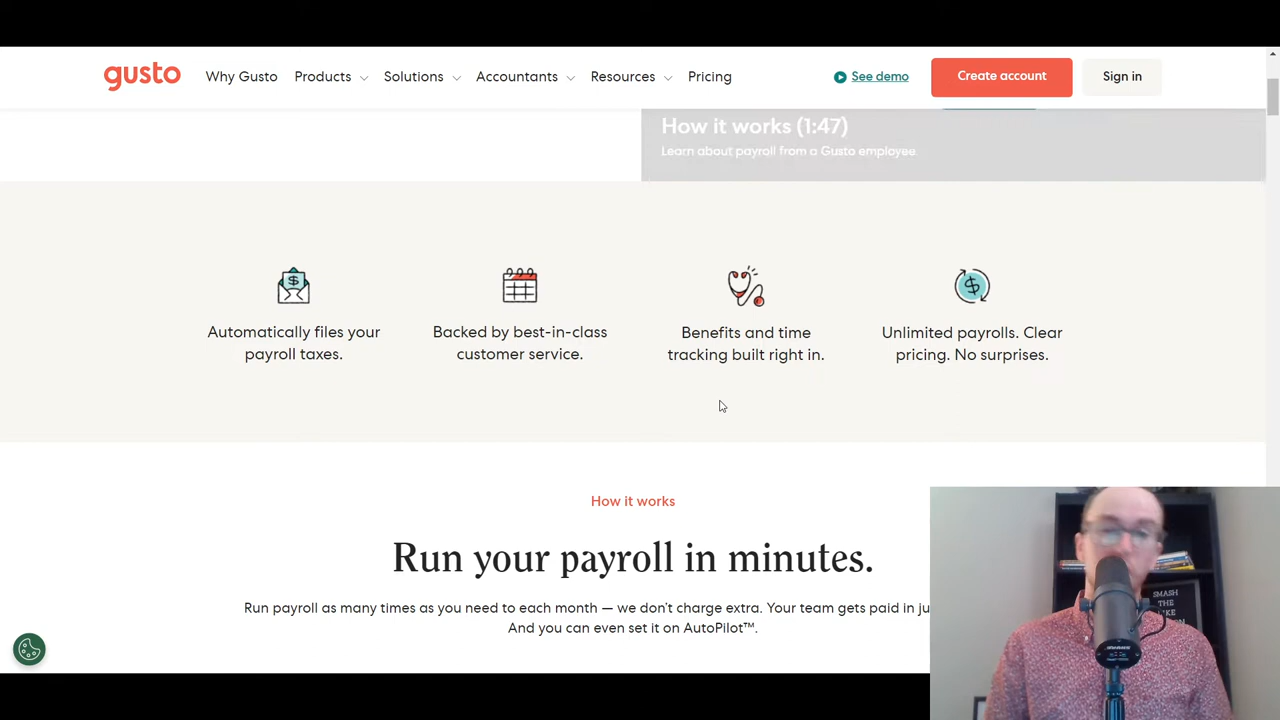 gusto
Why Gusto
Products
Solutions
Accountants
Resources
Pricing
See demo
Create account
Sign in
How it works (1:47)
Learn about payroll from a Gusto employee.
Automatically files your
payroll taxes.
Backed by best-in-class
customer service.
Benefits and time
tracking built right in.
Unlimited payrolls. Clear
pricing. No surprises.
How it works
Run your payroll in minutes.
Run payroll as many times as you need to each month — we don't charge extra. Your team gets paid in
And you can even set it on AutoPilot™.
SMASH
THE